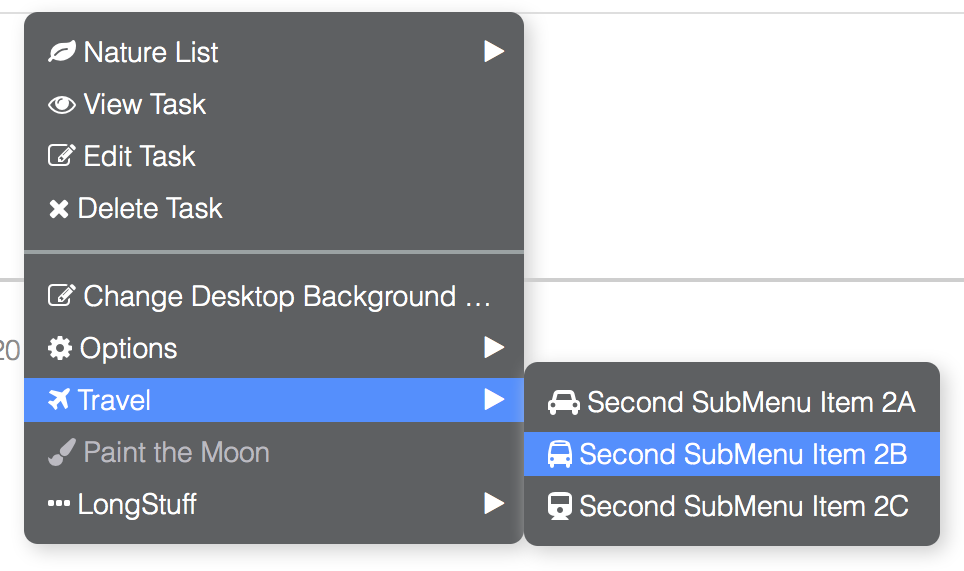 Nature List
View Task
Edit Task
Delete Task
Change Desktop Background …
20
Options
Travel
Second SubMenu Item 2A
Paint the Moon
Second SubMenu Item 2B
LongStuff
Second SubMenu Item 2C